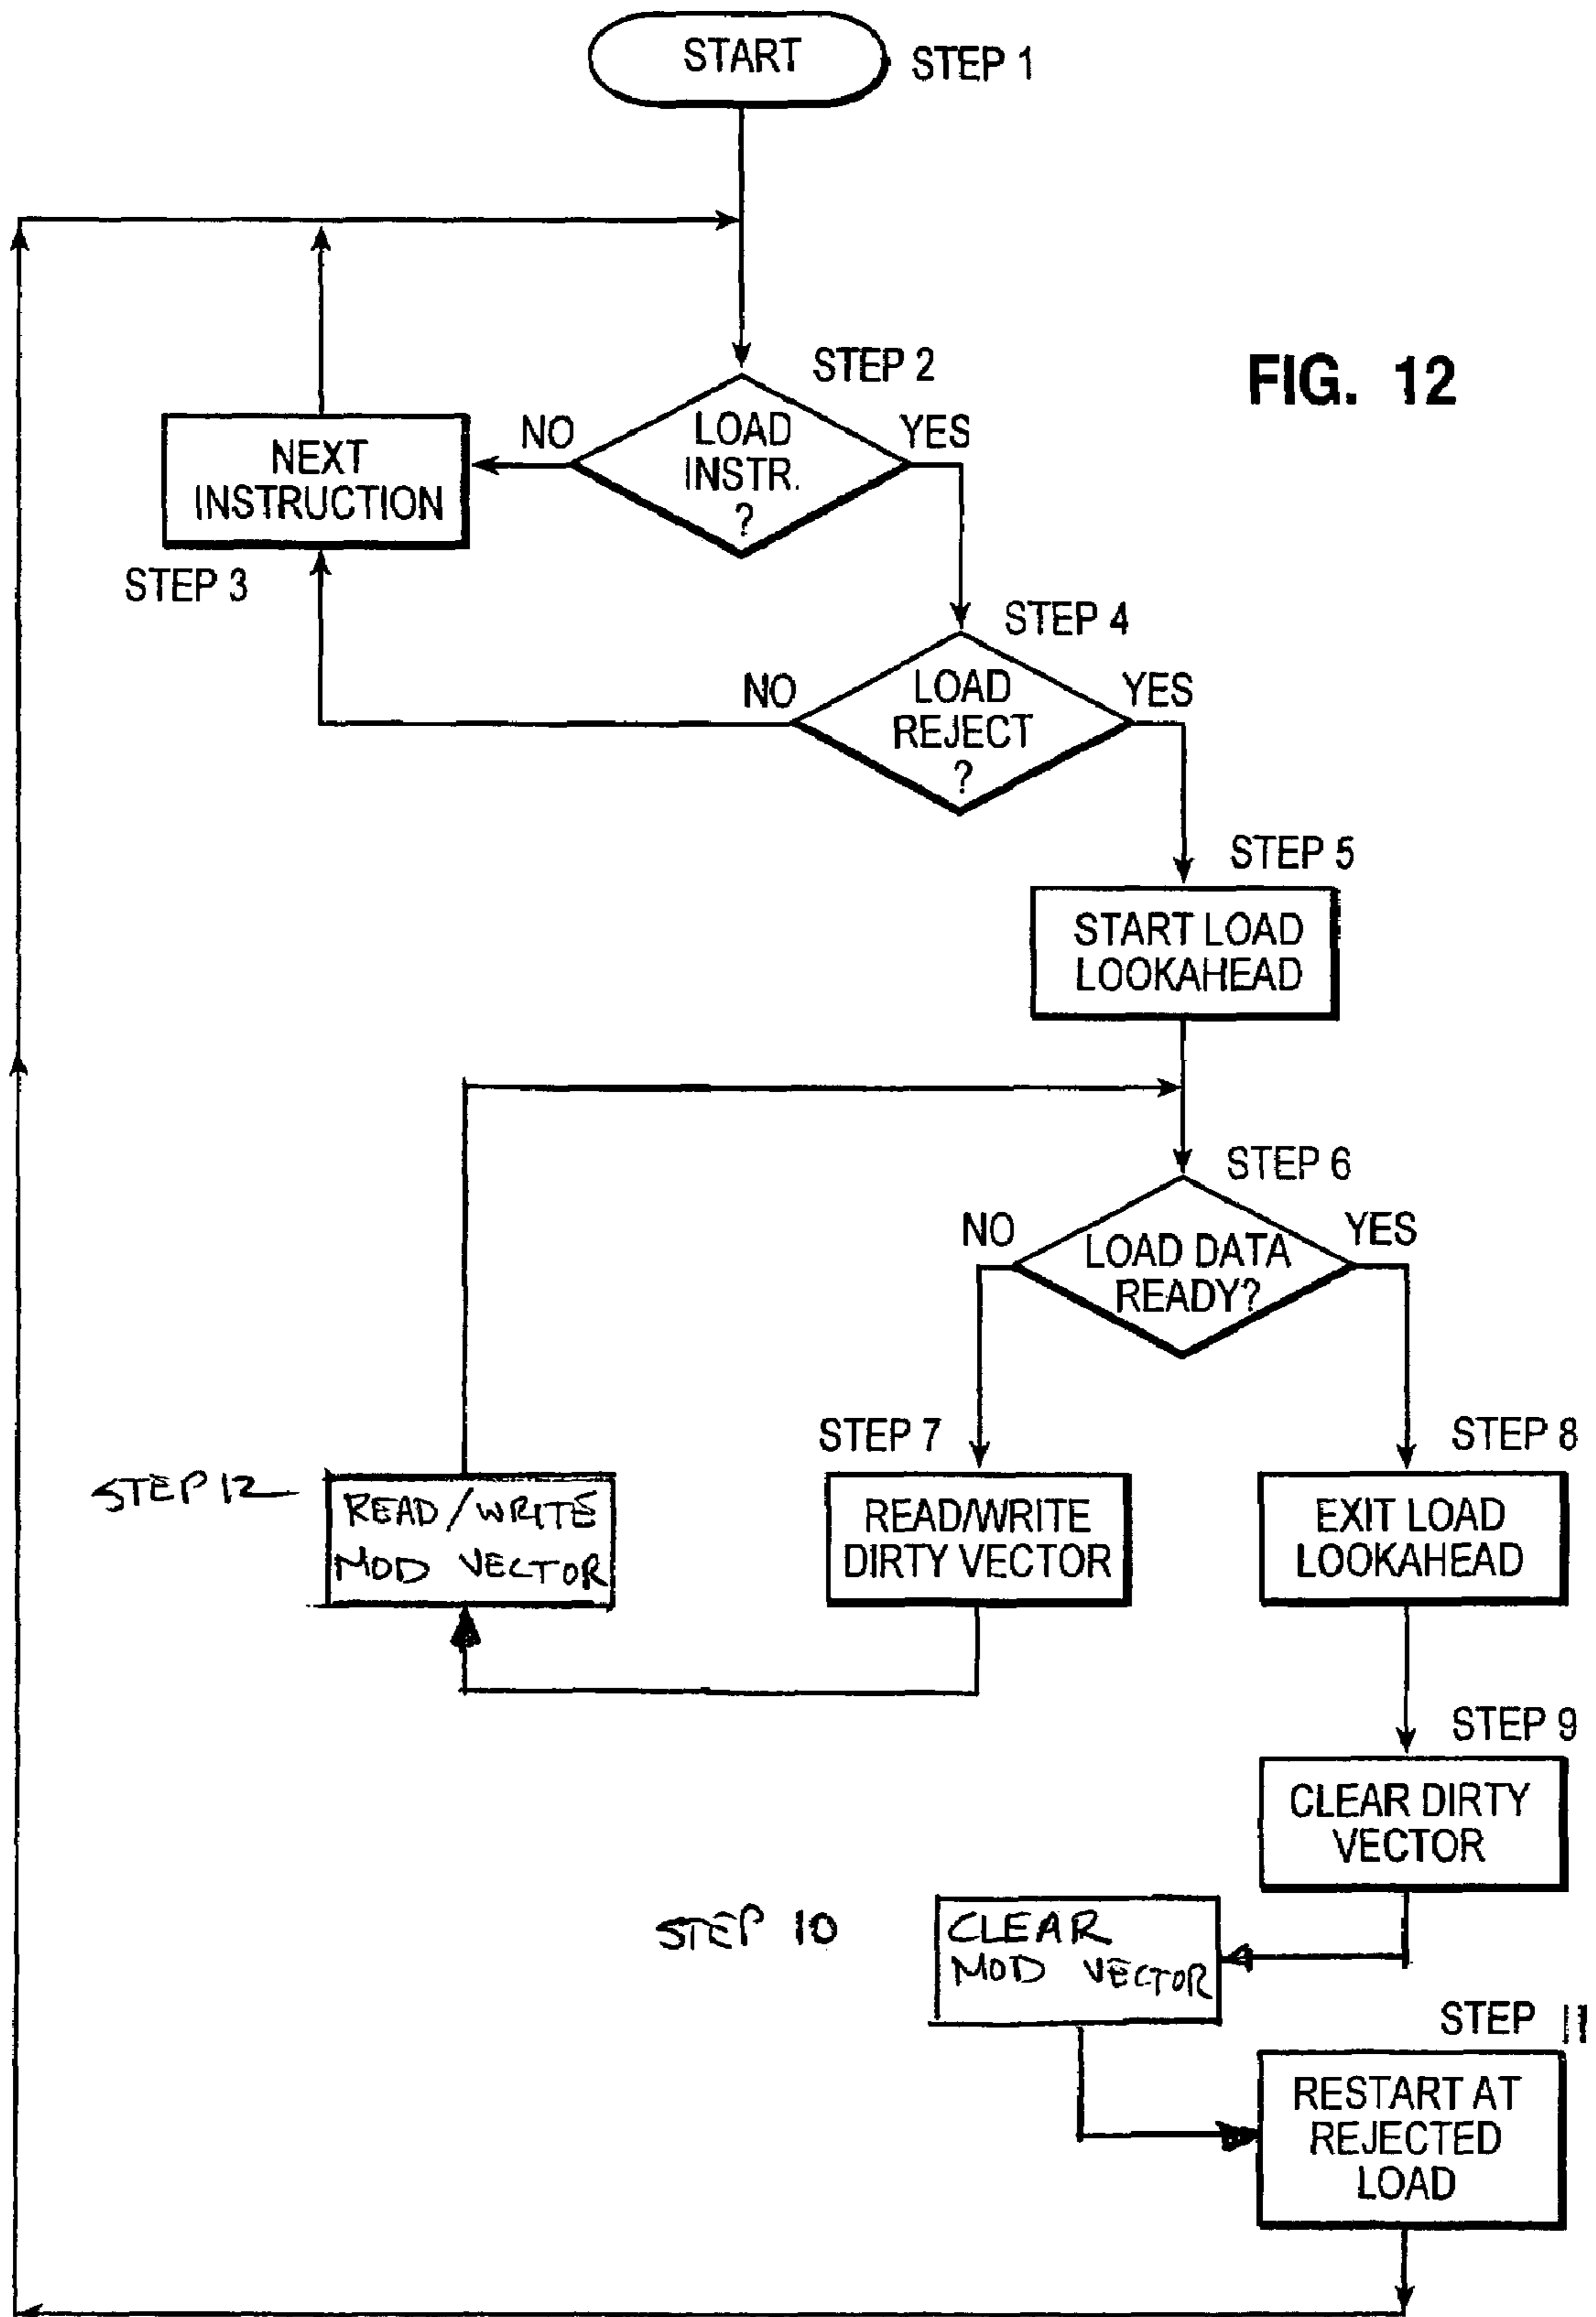 START
STEP 1
STEP 2
FIG. 12
NO
LOAD
INSTR.
?
YES
NEXT
INSTRUCTION
STEP 3
STEP 4
NO
LOAD
REJECT
?
YES
STEP 5
START LOAD
LOOKAHEAD
STEP 6
NO
LOAD DATA
READY?
YES
STEP 7
READ/WRITE
DIRTY VECTOR
STEP 8
EXIT LOAD
LOOKAHEAD
STEP 12
READ/WRITE
MOD VECTOR
STEP 9
CLEAR DIRTY
VECTOR
STEP 10
CLEAR
MOD VECTOR
STEP 11
RESTART AT
REJECTED
LOAD